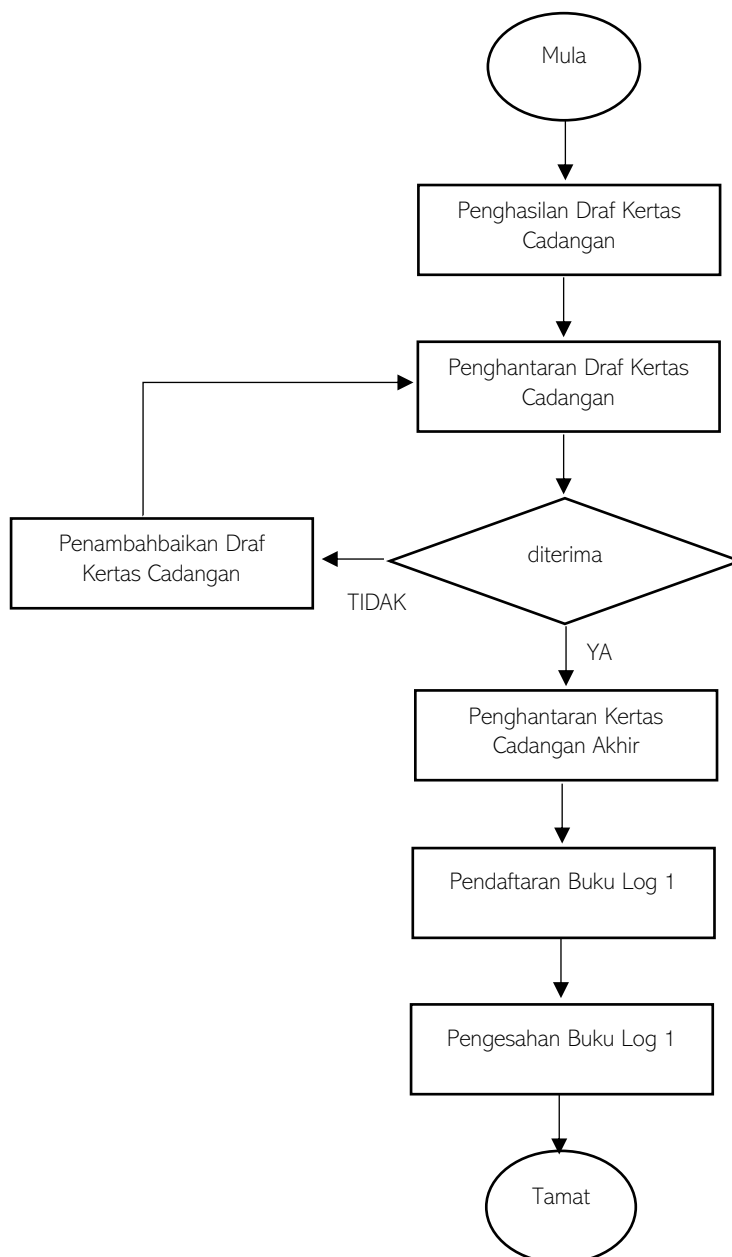 Mula
Penghasilan Draf Kertas
Cadangan
Penghantaran Draf Kertas
Cadangan
Penambahbaikan Draf
Kertas Cadangan
diterima
TIDAK
YA
Penghantaran Kertas
Cadangan Akhir
Pendaftaran Buku Log 1
Pengesahan Buku Log 1
Tamat